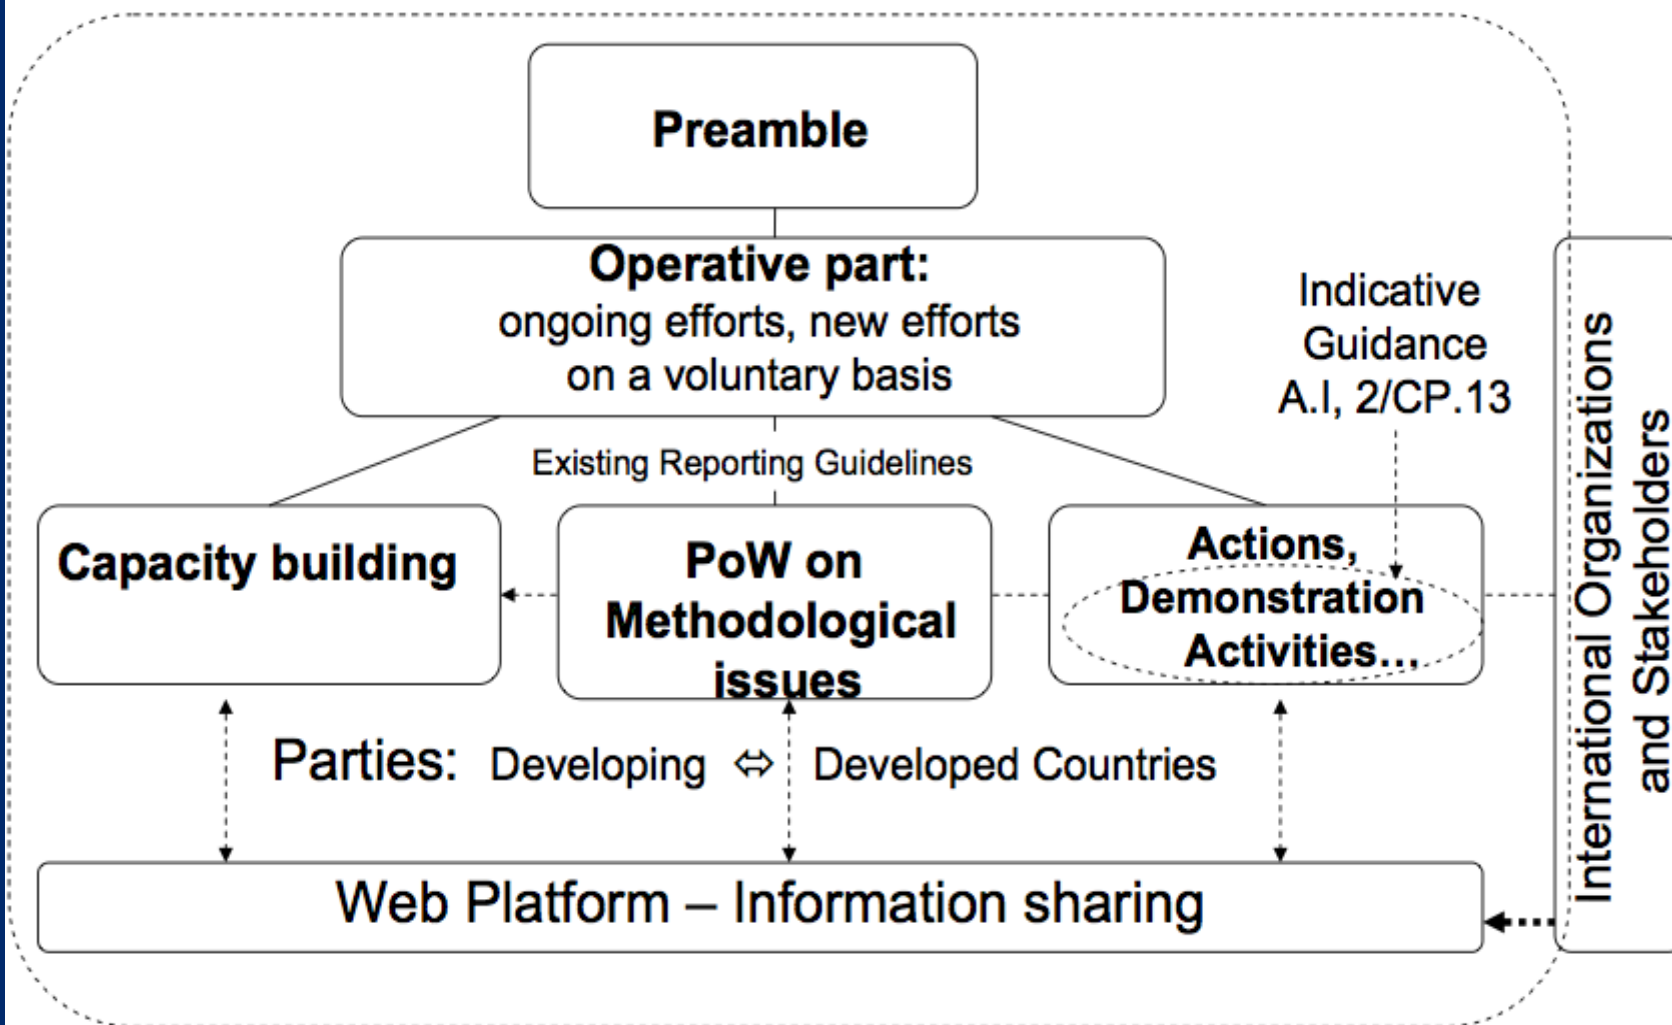 Preamble
Operative part:
ongoing efforts, new efforts
on a voluntary basis
Indicative
Guidance
A.I, 2/CP.13
Existing Reporting Guidelines
Capacity building
PoW on
Methodological
issues
Actions,
Demonstration
Activities...
Parties: Developing ⇔ Developed Countries
Web Platform – Information sharing
International Organizations
and Stakeholders